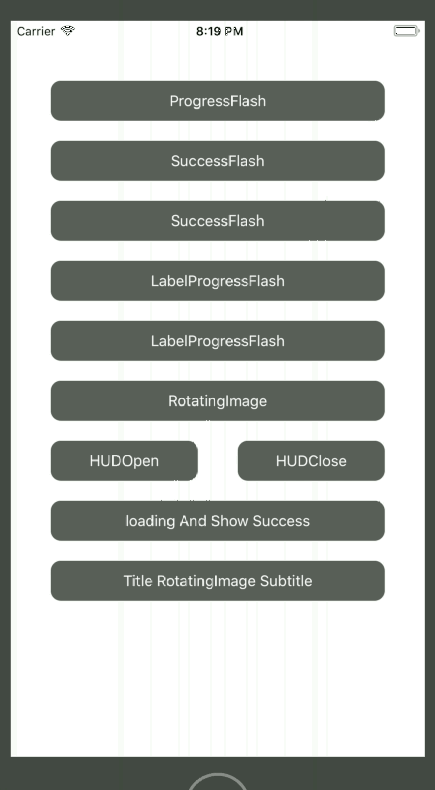 Carrier 8:19 PM
ProgressFlash
SuccessFlash
SuccessFlash
LabelProgressFlash
LabelProgressFlash
RotatingImage
HUDOpen HUDClose
loading And Show Success
Title RotatingImage Subtitle